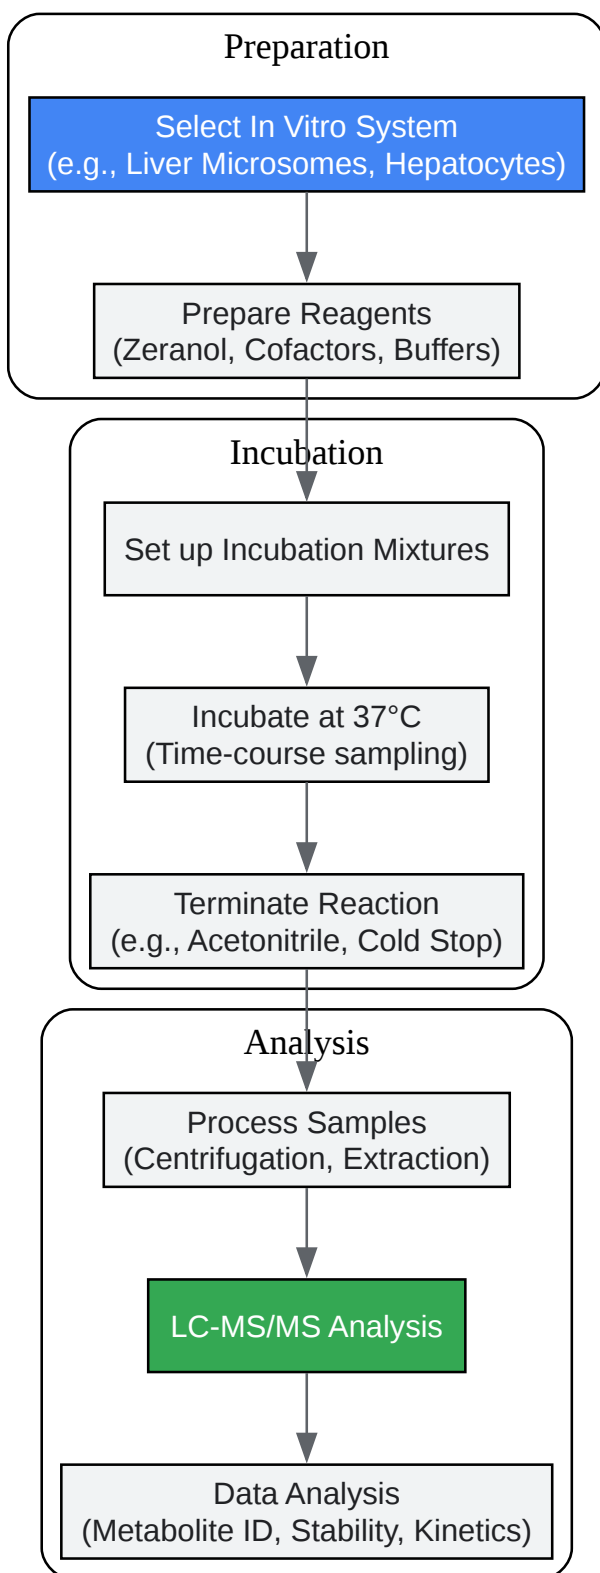 Preparation
Select In Vitro System
(e.g., Liver Microsomes, Hepatocytes)
Prepare Reagents
(Zeranol, Cofactors, Buffers)
Incubation
Set up Incubation Mixtures
Incubate at 37°C
(Time-course sampling)
Terminate Reaction
(e.g., Acetonitrile, Cold Stop)
Analysis
Process Samples
(Centrifugation, Extraction)
LC-MS/MS Analysis
Data Analysis
(Metabolite ID, Stability, Kinetics)